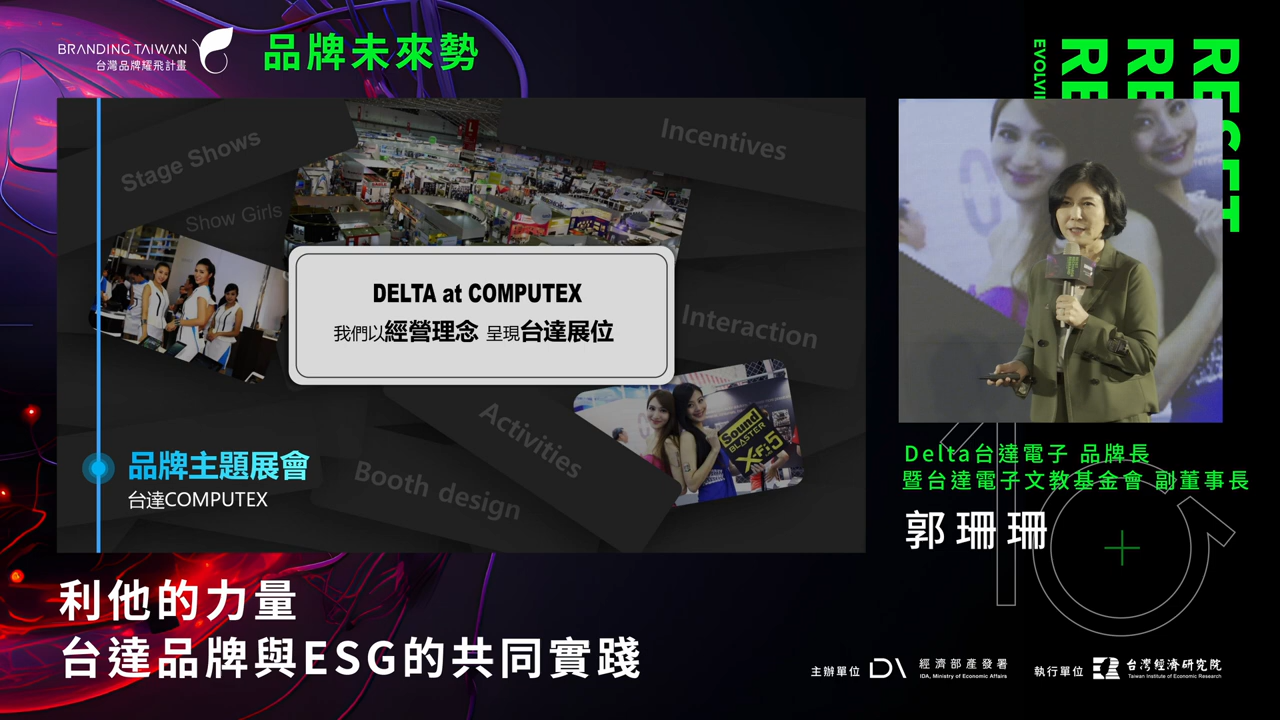 BRANDING TAIWAN
台灣品牌耀飛計畫
品牌未來勢
Stage Shows
Show Girls
Incentives
DELTA at COMPUTEX
我們以經營理念 呈現台達展位
Interaction
Activities
Booth design
Sound
BLASTER
X-Fi 5
品牌主題展會
台達COMPUTEX
利他的力量
台達品牌與ESG的共同實踐
RESET
RE
RE
Delta台達電子 品牌長
暨台達電子文教基金會 副董事長
郭珊珊
10
主辦單位
經濟部產發署
IDA, Ministry of Economic Affairs
執行單位
台灣經濟研究院
Taiwan Institute of Economic Research